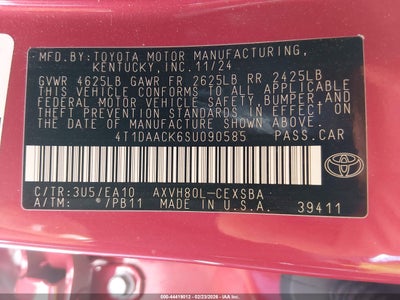 MFD.BY:TOYOTA MOTOR MANUFACTURING,
KENTUCKY,INC.11/24
GVWR 4625LB GAWR FR 2625LB RR 2425LB
THIS VEHICLE CONFORMS TO ALL APPLICABLE
FEDERAL MOTOR VEHICLE SAFETY, BUMPER AND
THEFT PREVENTION STANDARDS IN EFFECT ON
THE DATE OF MANUFACTURE SHOWN ABOVE.
4T1DAACK6SU090585 PASS.CAR
C/TR:3U5/EA10 AXVH80L-CEXSBA
A/TM: /PB11 MADE IN U.S.A. 39411
TOYOTA
000-44419013 - 02/23/2026 - IAA Inc.